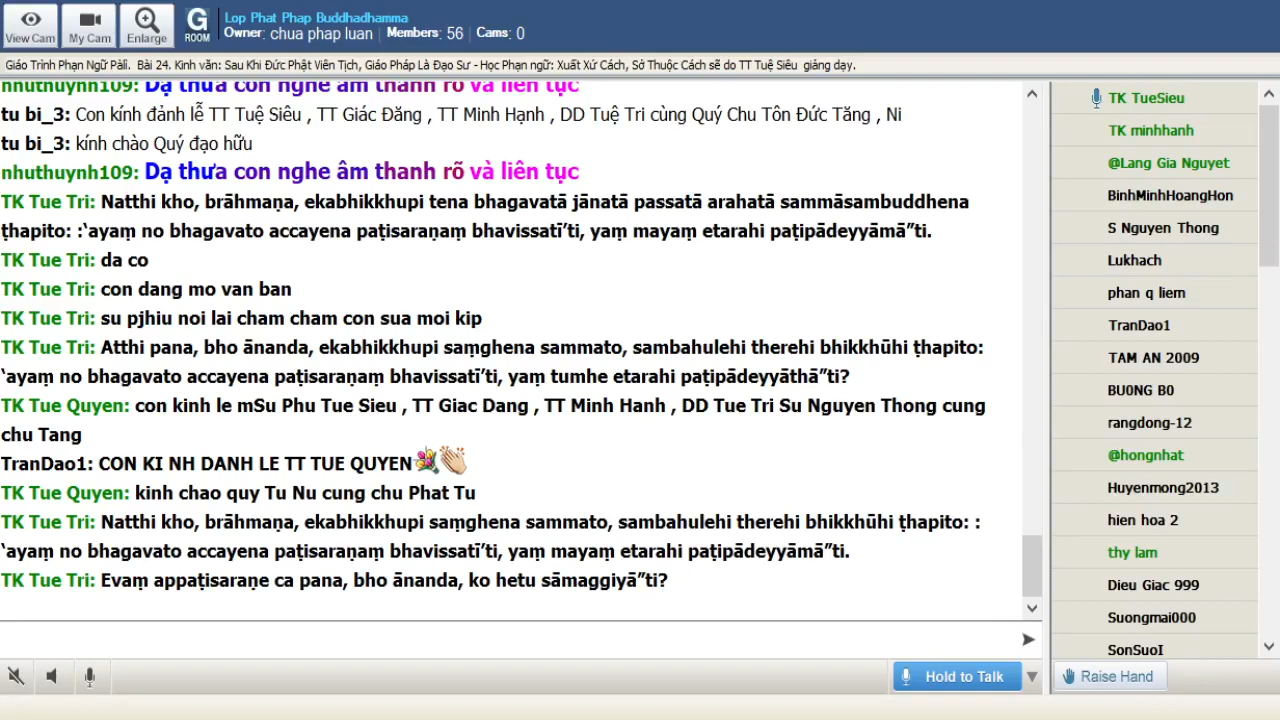 View Cam
My Cam
Enlarge
G
ROOM
Lop Phat Phap Buddhadhamma
Owner: chua phap luan Members: 56 Cams: 0
Giáo Trình Phạn Ngữ Pàli. Bài 24. Kinh văn: Sau Khi Đức Phật Viên Tịch, Giáo Pháp Là Đạo Sư - Học Phạn ngữ: Xuất Xứ Cách, Sở Thuộc Cách sẽ do TT Tuệ Siêu giảng dạy.
nhuthuynh109: Dạ thưa con nghe âm thanh rõ và liên tục
tu bi_3: Con kính đảnh lễ TT Tuệ Siêu , TT Giác Đăng , TT Minh Hạnh , DD Tuệ Tri cùng Quý Chu Tôn Đức Tăng , Ni
tu bi_3: kính chào Quý đạo hữu
nhuthuynh109: Dạ thưa con nghe âm thanh rõ và liên tục
TK Tue Tri: Natthi kho, brāhmaṇa, ekabhikkhupi tena bhagavatā jānatā passatā arahatā sammāsambuddhena
ṭhapito: :‘ayaṃ no bhagavato accayena paṭisaraṇaṃ bhavissatī’ti, yaṃ mayaṃ etarahi paṭipādeyyāmā”ti.
TK Tue Tri: da co
TK Tue Tri: con dang mo van ban
TK Tue Tri: su pjhiu noi lai cham cham con sua moi kip
TK Tue Tri: Atthi pana, bho ānanda, ekabhikkhupi saṃghena sammato, sambahulehi therehi bhikkhūhi ṭhapito:
‘ayaṃ no bhagavato accayena paṭisaraṇaṃ bhavissatī’ti, yaṃ tumhe etarahi paṭipādeyyāthā”ti?
TK Tue Quyen: con kinh le mSu Phu Tue Sieu , TT Giac Dang , TT Minh Hanh , DD Tue Tri Su Nguyen Thong cung
chu Tang
TranDao1: CON KI NH DANH LE TT TUE QUYEN
TK Tue Quyen: kinh chao quy Tu Nu cung chu Phat Tu
TK Tue Tri: Natthi kho, brāhmaṇa, ekabhikkhupi saṃghena sammato, sambahulehi therehi bhikkhūhi ṭhapito: :
‘ayaṃ no bhagavato accayena paṭisaraṇaṃ bhavissatī’ti, yaṃ mayaṃ etarahi paṭipādeyyāmā”ti.
TK Tue Tri: Evaṃ appaṭisaraṇe ca pana, bho ānanda, ko hetu sāmaggiyā”ti?
Hold to Talk
TK TueSieu
TK minhhanh
@Lang Gia Nguyet
BinhMinhHoangHon
S Nguyen Thong
Lukhach
phan q liem
TranDao1
TAM AN 2009
BU0NG B0
rangdong-12
@hongnhat
Huyenmong2013
hien hoa 2
thy lam
Dieu Giac 999
Suongmai000
SonSuoI
Raise Hand